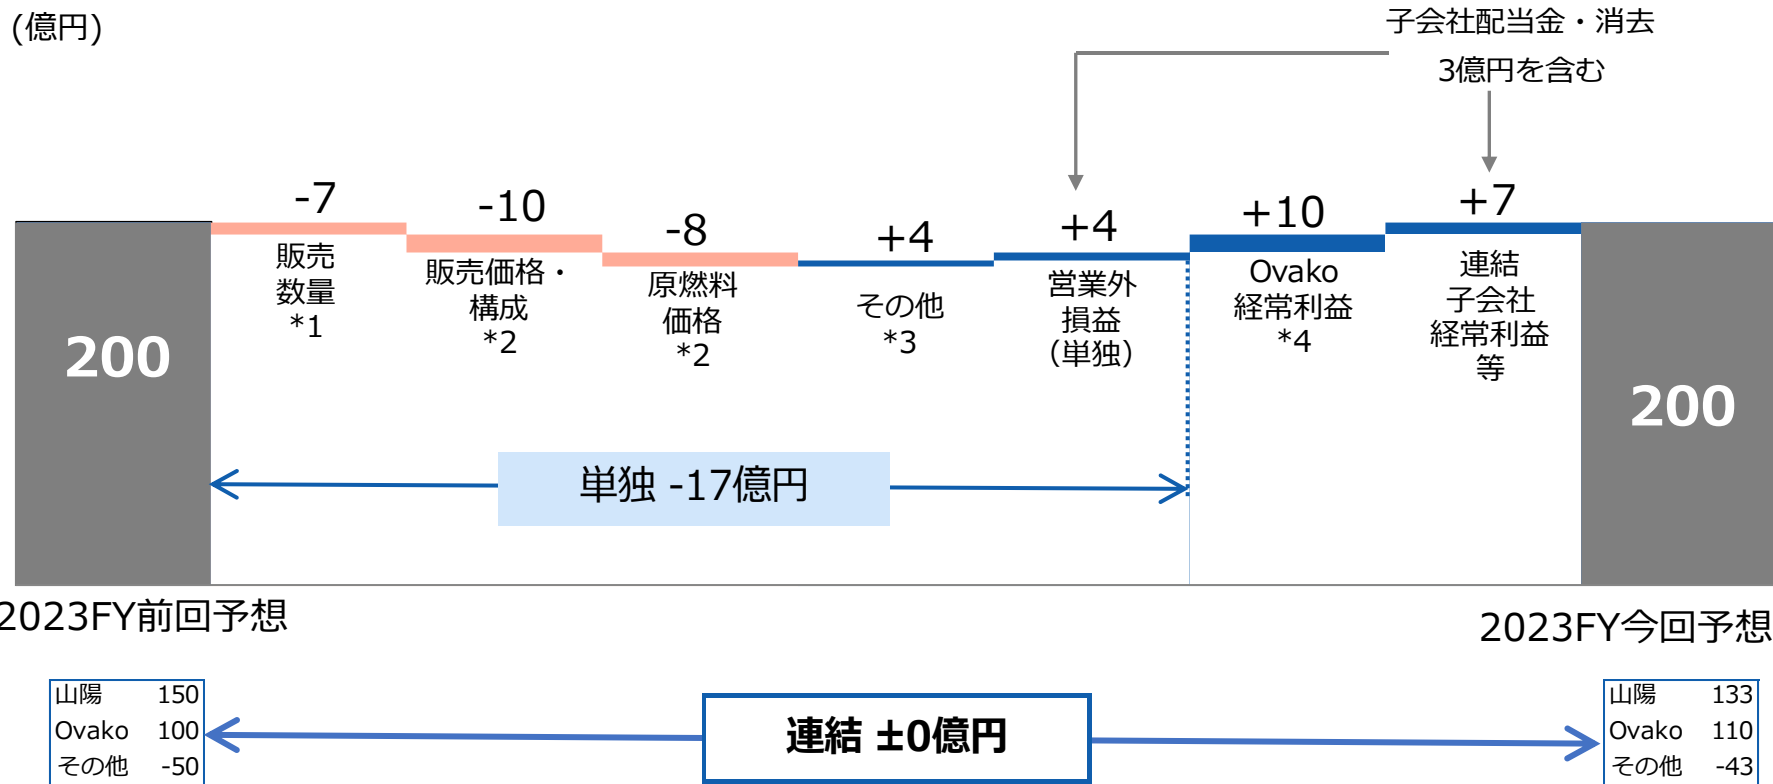 (億円)
子会社配当金・消去
3億円を含む
-7
-10
-8
+4
+4
+10
+7
販売
数量
*1
販売価格・
構成
*2
原燃料
価格
*2
その他
*3
営業外
損益
(単独)
Ovako
経常利益
*4
連結
子会社
経常利益
等
200
200
単独 -17億円
2023FY前回予想
2023FY今回予想
山陽 150
Ovako 100
その他 -50
連結 ±0億円
山陽 133
Ovako 110
その他 -43